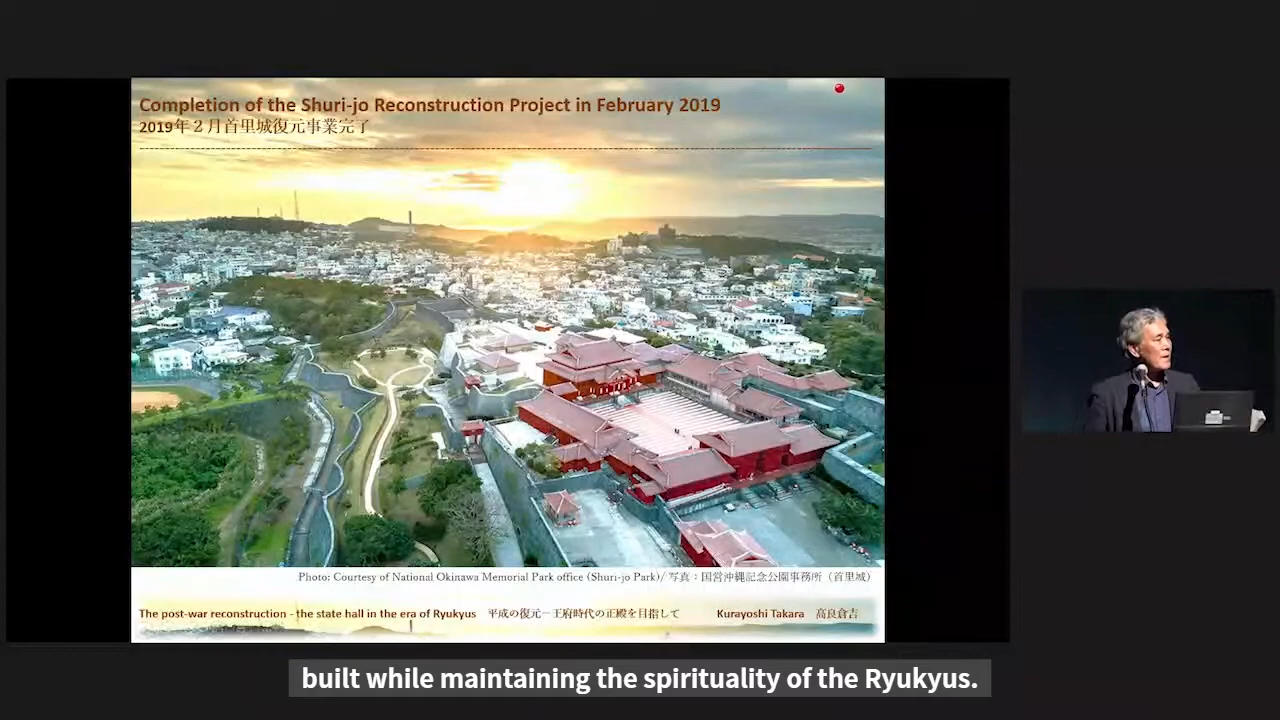 Completion of the Shuri-jo Reconstruction Project in February 2019
2019年２月首里城復元事業完了
Photo: Courtesy of National Okinawa Memorial Park office (Shuri-jo Park)/ 写真：国営沖縄記念公園事務所（首里城）
The post-war reconstruction - the state hall in the era of Ryukyus 平成の復元－王府時代の正殿を目指して Kurayoshi Takara 高良倉吉
built while maintaining the spirituality of the Ryukyus.